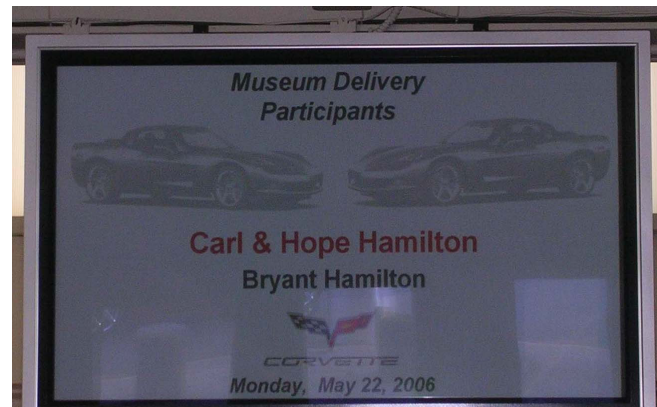 Museum Delivery
Participants
Carl & Hope Hamilton
Bryant Hamilton
CORVETTE
Monday, May 22, 2006